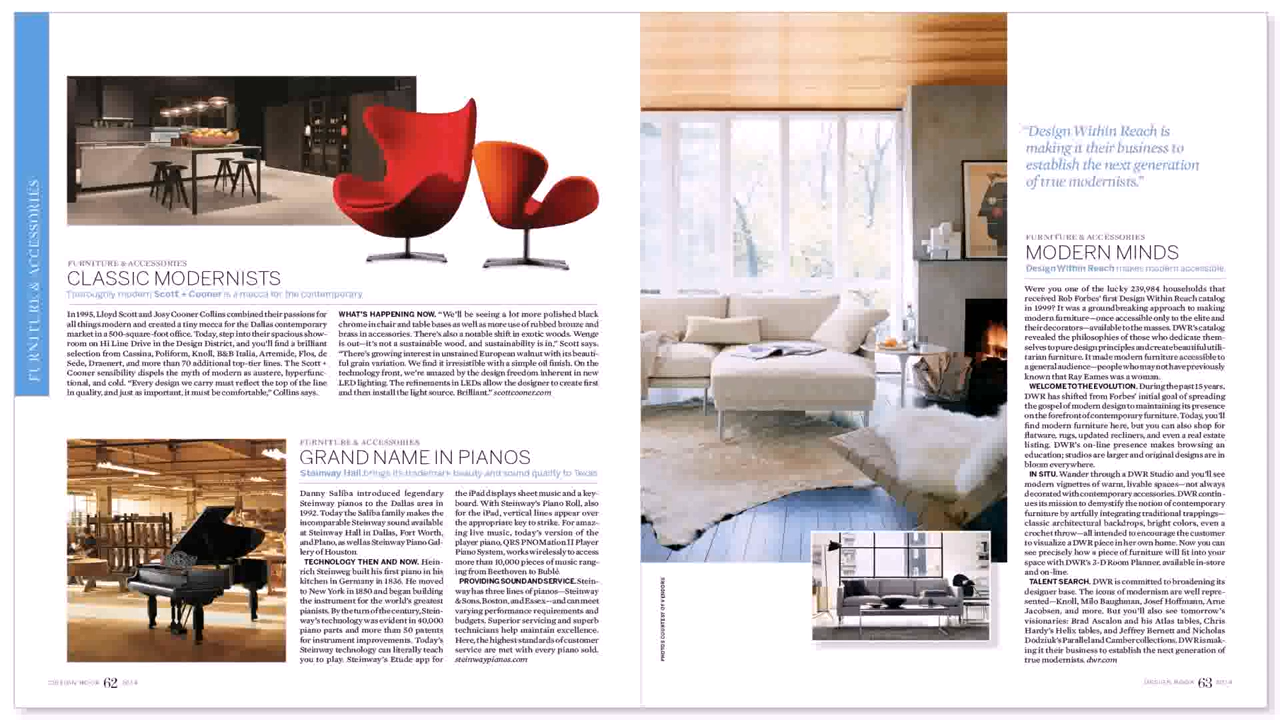 FURNITURE & ACCESSORIES
FURNITURE & ACCESSORIES
CLASSIC MODERNISTS
Thoroughly modern Scott + Cooner is a mecca for the contemporary.
In 1995, Lloyd Scott and Josy Cooner Collins combined their passions for
all things modern and created a tiny mecca for the Dallas contemporary
market in a 500-square-foot office. Today, step into their spacious show-
room on Hi Line Drive in the Design District, and you'll find a brilliant
selection from Cassina, Poliform, Knoll, B&B Italia, Artemide, Flos, de
Sede, Draenert, and more than 70 additional top-tier lines. The Scott +
Cooner sensibility dispels the myth of modern as austere, hyperfunc-
tional, and cold. "Every design we carry must reflect the top of the line
in quality, and just as important, it must be comfortable," Collins says.
WHAT'S HAPPENING NOW. "We'll be seeing a lot more polished black
chrome in chair and table bases as well as more use of rubbed bronze and
brass in accessories. There's also a notable shift in exotic woods. Wenge
is out—it's not a sustainable wood, and sustainability is in," Scott says.
"There's growing interest in unstained European walnut with its beauti-
ful grain variation. We find it irresistible with a simple oil finish. On the
technology front, we're amazed by the design freedom inherent in new
LED lighting. The refinements in LEDs allow the designer to create first
and then install the light source. Brilliant." scottcooner.com
FURNITURE & ACCESSORIES
GRAND NAME IN PIANOS
Steinway Hall brings its trademark beauty and sound quality to Texas
Danny Saliba introduced legendary
Steinway pianos to the Dallas area in
1992. Today the Saliba family makes the
incomparable Steinway sound available
at Steinway Hall in Dallas, Fort Worth,
and Plano, as well as Steinway Piano Gal-
lery of Houston.
TECHNOLOGY THEN AND NOW. Hein-
rich Steinweg built his first piano in his
kitchen in Germany in 1836. He moved
to New York in 1850 and began building
the instrument for the world's greatest
pianists. By the turn of the century, Stein-
way's technology was evident in 40,000
piano parts and more than 50 patents
for instrument improvements. Today's
Steinway technology can literally teach
you to play. Steinway's Etude app for
the iPad displays sheet music and a key-
board. With Steinway's Piano Roll, also
for the iPad, vertical lines appear over
the appropriate key to strike. For amaz-
ing live music, today's version of the
player piano, QRS PNOMation II Player
Piano System, works wirelessly to access
more than 10,000 pieces of music rang-
ing from Beethoven to Bublé.
PROVIDING SOUND AND SERVICE. Stein-
way has three lines of pianos—Steinway
& Sons, Boston, and Essex—and can meet
varying performance requirements and
budgets. Superior servicing and superb
technicians help maintain excellence.
Here, the highest standards of customer
service are met with every piano sold.
steinwaypianos.com
62
PHOTOS COURTESY OF VENDORS
"Design Within Reach is
making it their business to
establish the next generation
of true modernists."
FURNITURE & ACCESSORIES
MODERN MINDS
Design Within Reach makes modern accessible.
Were you one of the lucky 239,984 households that
received Rob Forbes' first Design Within Reach catalog
in 1999? It was a groundbreaking approach to making
modern furniture—once accessible only to the elite and
their decorators—available to the masses. DWR's catalog
revealed the philosophies of those who dedicate them-
selves to pure design principles and create beautiful utili-
tarian furniture. It made modern furniture accessible to
a general audience—people who may not have previously
known that Ray Eames was a woman.
WELCOME TO THE EVOLUTION. During the past 15 years,
DWR has shifted from Forbes' initial goal of spreading
the gospel of modern design to maintaining its presence
on the forefront of contemporary furniture. Today, you'll
find modern furniture here, but you can also shop for
flatware, rugs, updated recliners, and even a real estate
listing. DWR's on-line presence makes browsing an
education; studios are larger and original designs are in
bloom everywhere.
IN SITU. Wander through a DWR Studio and you'll see
modern vignettes of warm, livable spaces—not always
decorated with contemporary accessories. DWR contin-
ues its mission to demystify the notion of contemporary
furniture by artfully integrating traditional trappings—
classic architectural backdrops, bright colors, even a
crochet throw—all intended to encourage the customer
to visualize a DWR piece in her own home. Now you can
see precisely how a piece of furniture will fit into your
space with DWR's 3-D Room Planner, available in-store
and on-line.
TALENT SEARCH. DWR is committed to broadening its
designer base. The icons of modernism are well repre-
sented—Knoll, Milo Baughman, Josef Hoffmann, Arne
Jacobsen, and more. But you'll also see tomorrow's
visionaries: Brad Ascalon and his Atlas tables, Chris
Hardy's Helix tables, and Jeffrey Bernett and Nicholas
Dodziuk's Parallel and Camber collections. DWR is mak-
ing it their business to establish the next generation of
true modernists. dwr.com
63